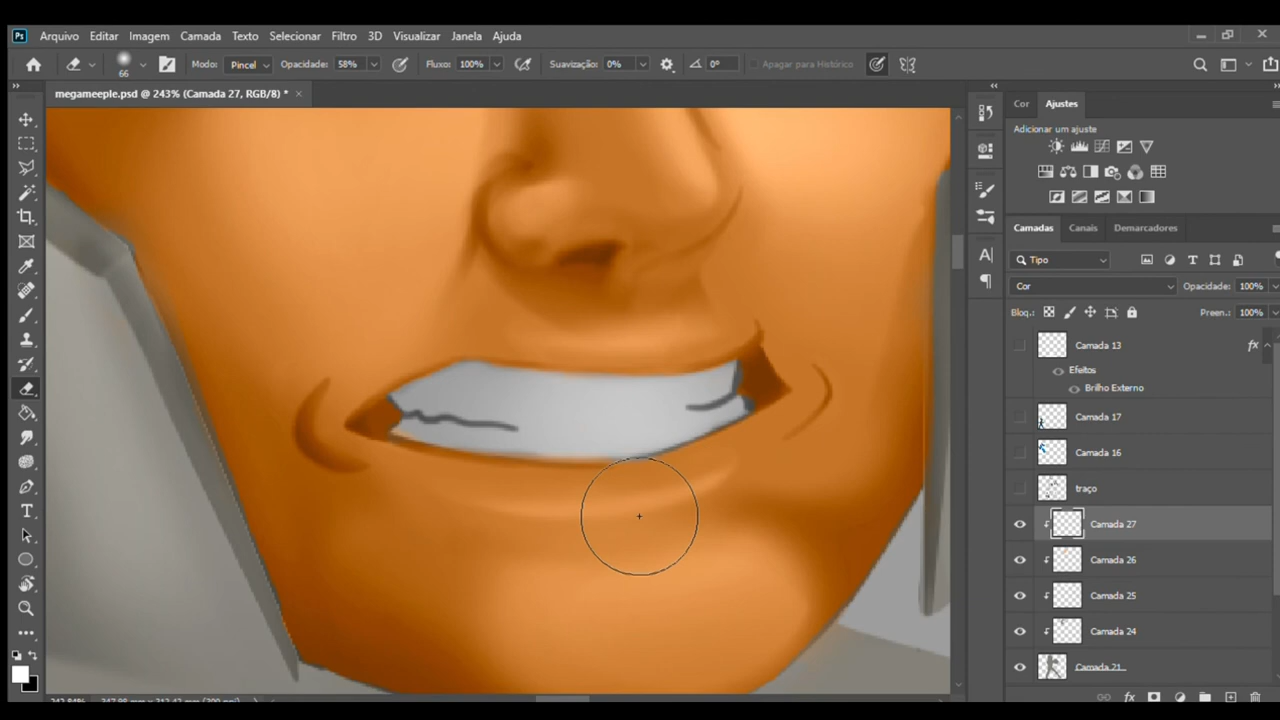 Ps Arquivo Editar Imagem Camada Texto Selecionar Filtro 3D Visualizar Janela Ajuda
66 Modo: Pincel Opacidade: 58% Fluxo: 100% Suavização: 0% 0° Apagar para Histórico
megameeple.psd @ 243% (Camada 27, RGB/8) *
Cor Ajustes
Adicionar um ajuste
Camadas Canais Demarcadores
Tipo
Cor Opacidade: 100%
Bloq.: Preen.: 100%
Camada 13 fx
Efeitos
Brilho Externo
Camada 17
Camada 16
traço
Camada 27
Camada 26
Camada 25
Camada 24
Camada 21